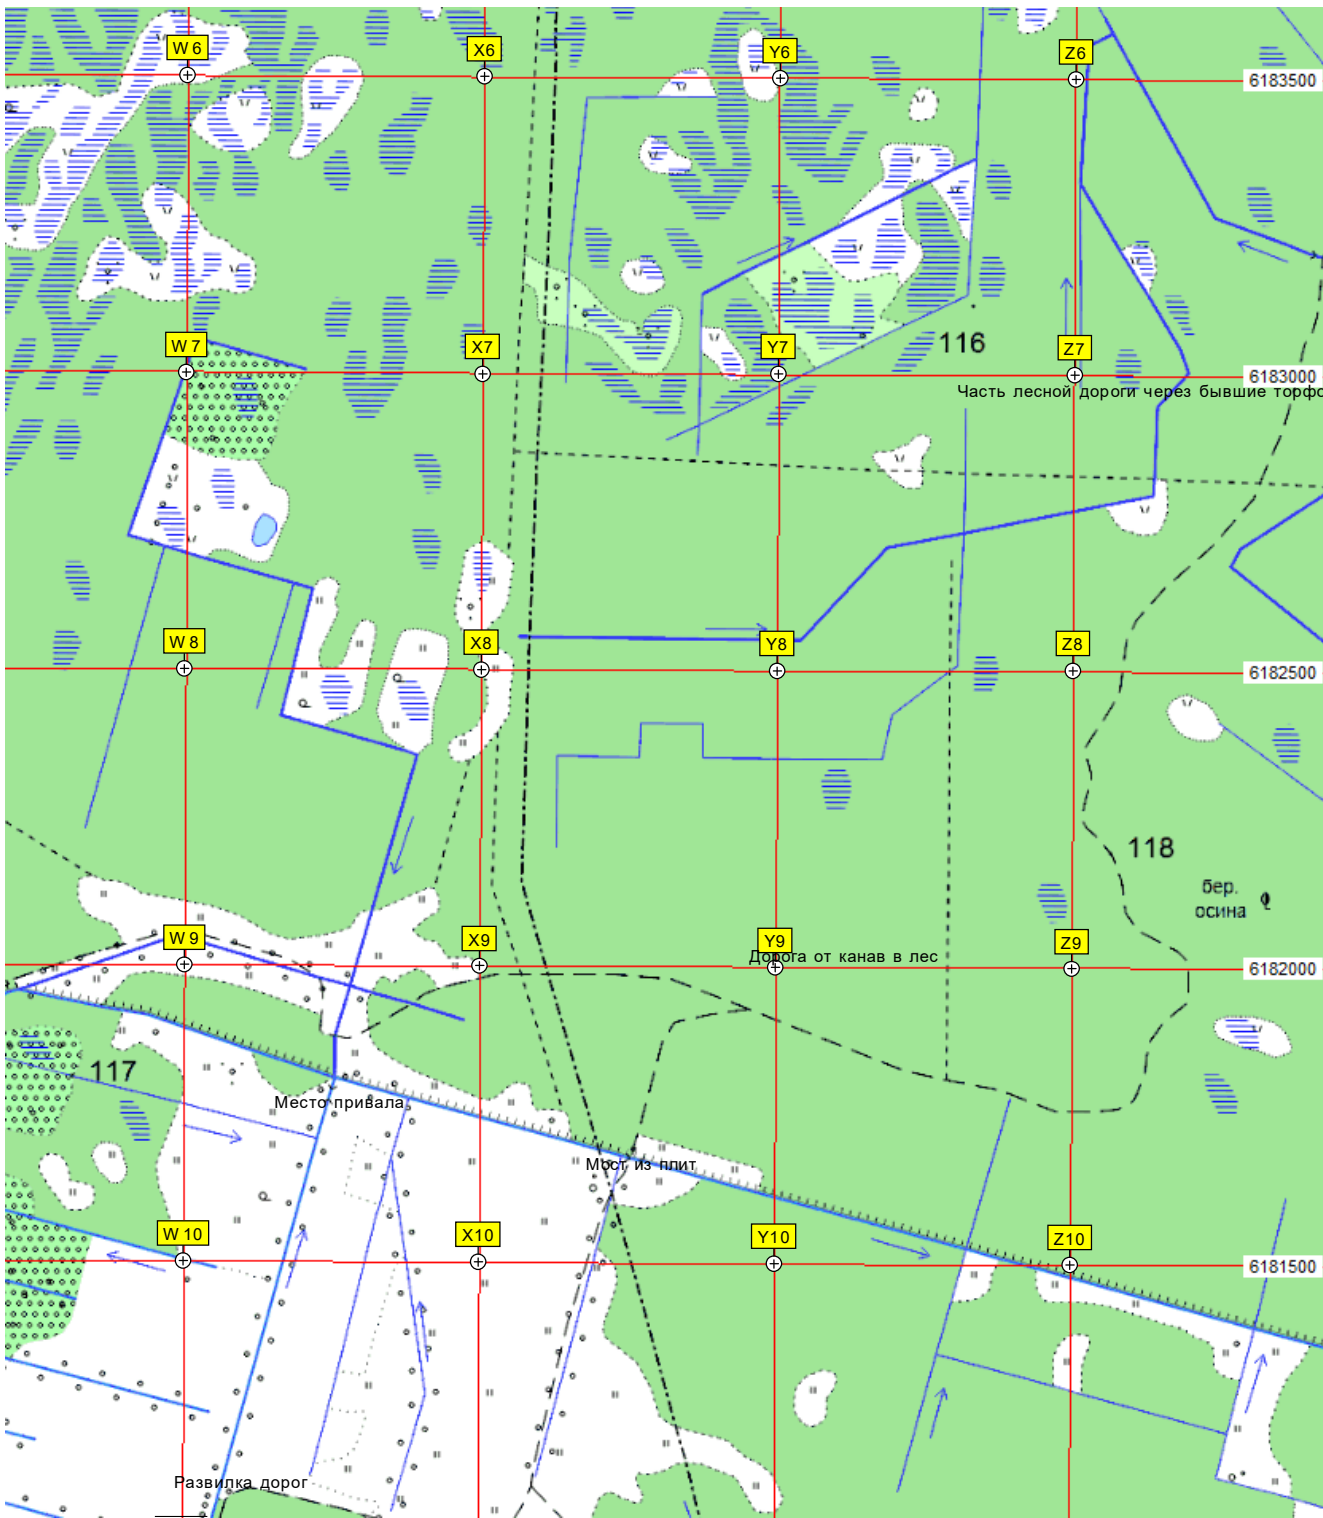 W 6
X6
Y6
Z6
6183500
W 7
X7
Y7
116
Z7
6183000
Часть лесной дороги через бывшие торфо
W 8
X8
Y8
Z8
6182500
118
бер.
осина
W 9
X9
Y9
Z9
Дорога от канав в лес
6182000
117
Место привала
Мост из плит
W 10
X10
Y10
Z10
6181500
Развилка дорог